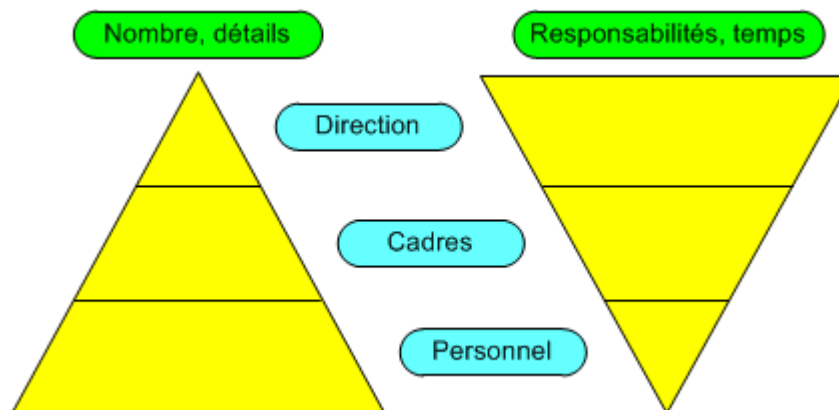 Nombre, détails
Responsabilités, temps
Direction
Cadres
Personnel